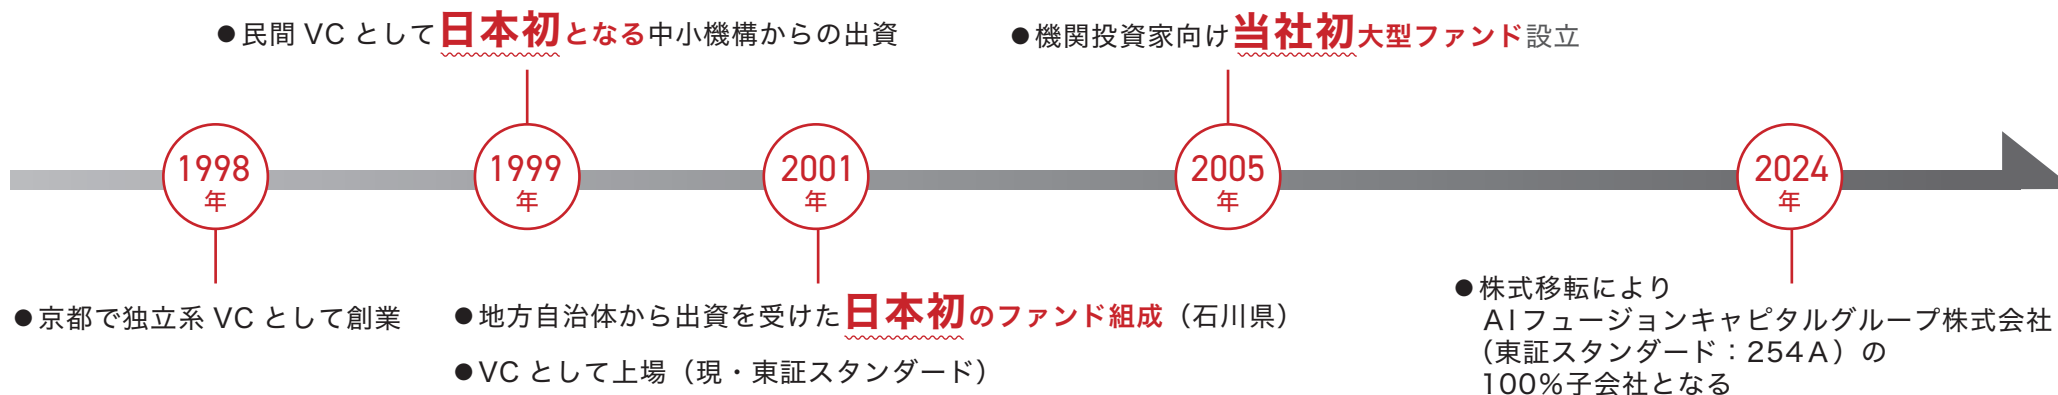 ●民間 VC として日本初となる中小機構からの出資
●機関投資家向け当社初大型ファンド設立
1998
年
1999
年
2001
年
2005
年
2024
年
●京都で独立系 VC として創業
●地方自治体から出資を受けた日本初のファンド組成（石川県）
●VC として上場（現・東証スタンダード）
●株式移転により
AIフュージョンキャピタルグループ株式会社
（東証スタンダード：254A）の
100%子会社となる